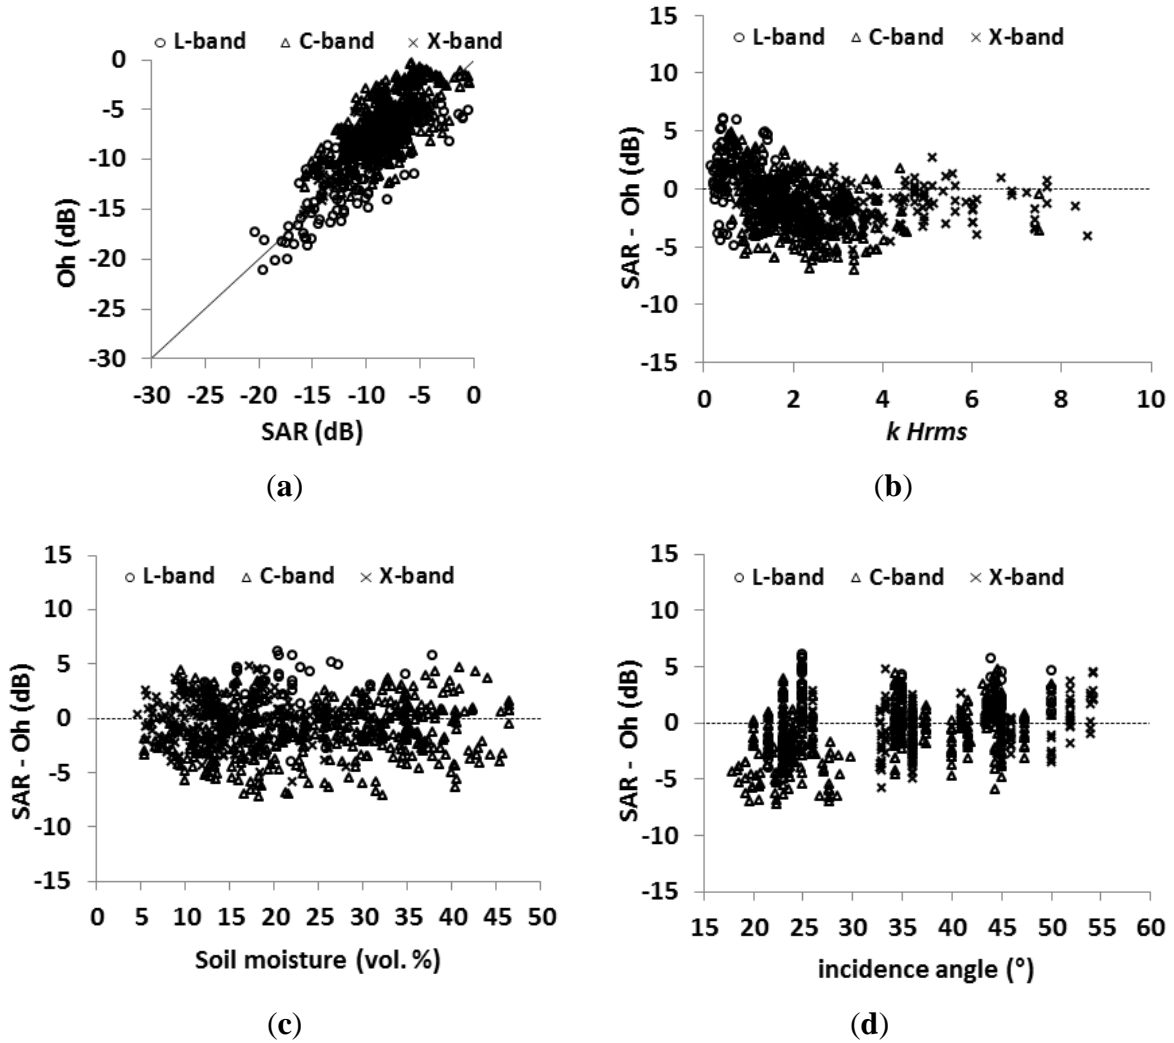 L-band C-band X-band
0
-5
-10
-15
-20
-25
-30
-30 -25 -20 -15 -10 -5 0
Oh (dB)
SAR (dB)
(a)
L-band C-band X-band
15
10
5
0
-5
-10
-15
0 2 4 6 8 10
SAR - Oh (dB)
k Hrms
(b)
L-band C-band X-band
15
10
5
0
-5
-10
-15
0 5 10 15 20 25 30 35 40 45 50
SAR - Oh (dB)
Soil moisture (vol. %)
(c)
L-band C-band X-band
15
10
5
0
-5
-10
-15
15 20 25 30 35 40 45 50 55 60
SAR - Oh (dB)
incidence angle (°)
(d)